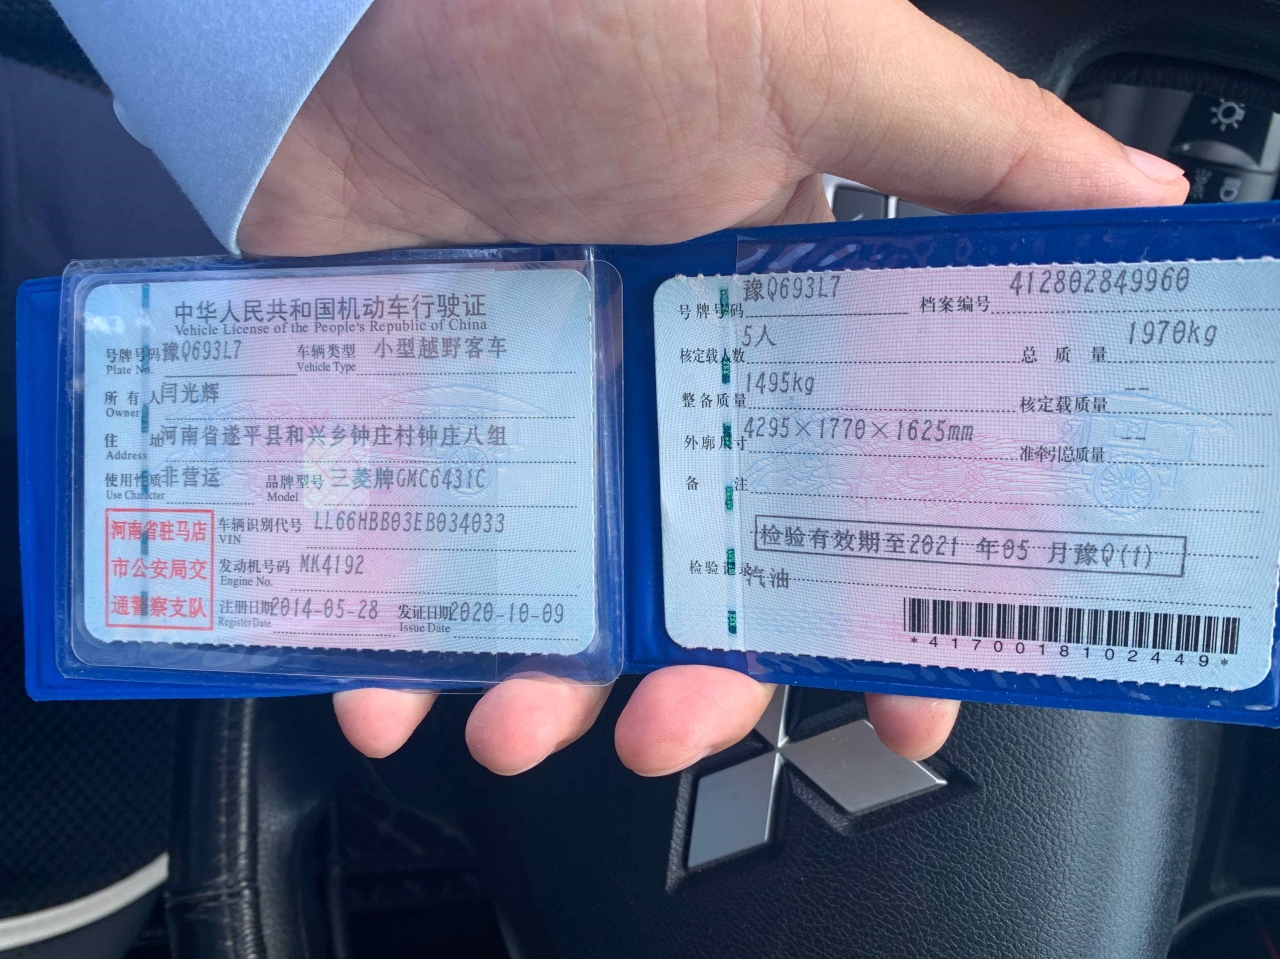 中华人民共和国机动车行驶证
Vehicle License of the People's Republic of China
号牌号码 豫Q693L7 车辆类型 小型越野客车
Plate No. Vehicle Type
所有人 闫光辉
Owner
住址 河南省遂平县和兴乡钟庄村钟庄八组
Address
使用性质 非营运 品牌型号 三菱牌GMC6431C
Use Character Model
河南省驻马店
市公安局交
通警察支队
车辆识别代号 LL66HBB03EB034033
VIN
发动机号码 MK4192
Engine No.
注册日期 2014-05-28 发证日期 2020-10-09
Register Date Issue Date
号牌号码 豫Q693L7 档案编号 412802849960
核定载人数 5人 总质量 1970kg
整备质量 1495kg 核定载质量 --
外廓尺寸 4295×1770×1625mm 准牵引总质量 --
备注
检验有效期至2021 年05 月豫Q(1)
检验记录 汽油
*4170018102449*